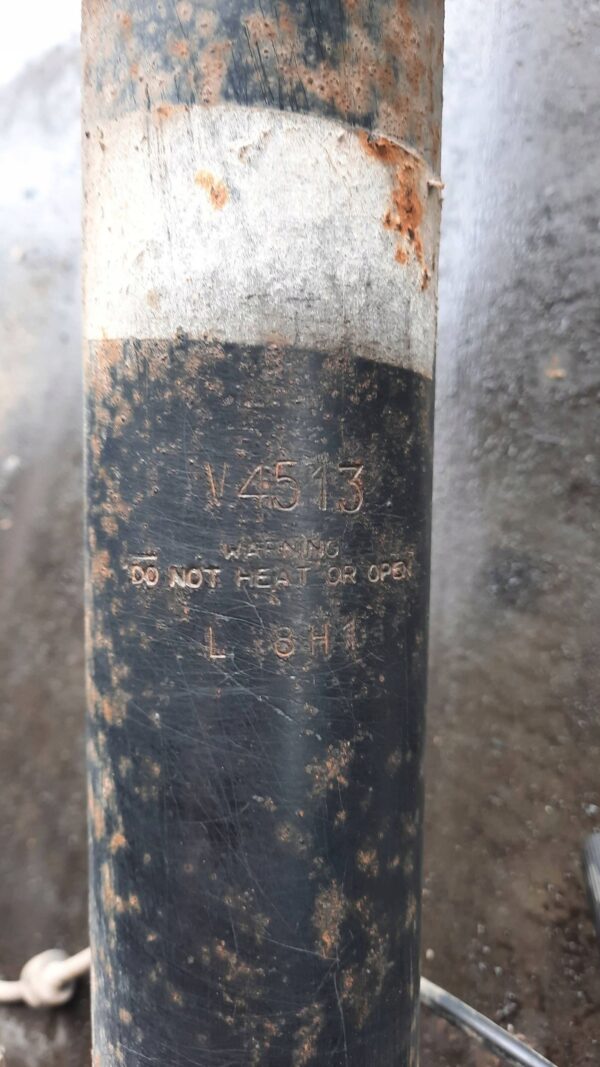 V4513
WARNING
DO NOT HEAT OR OPEN
L 8H1